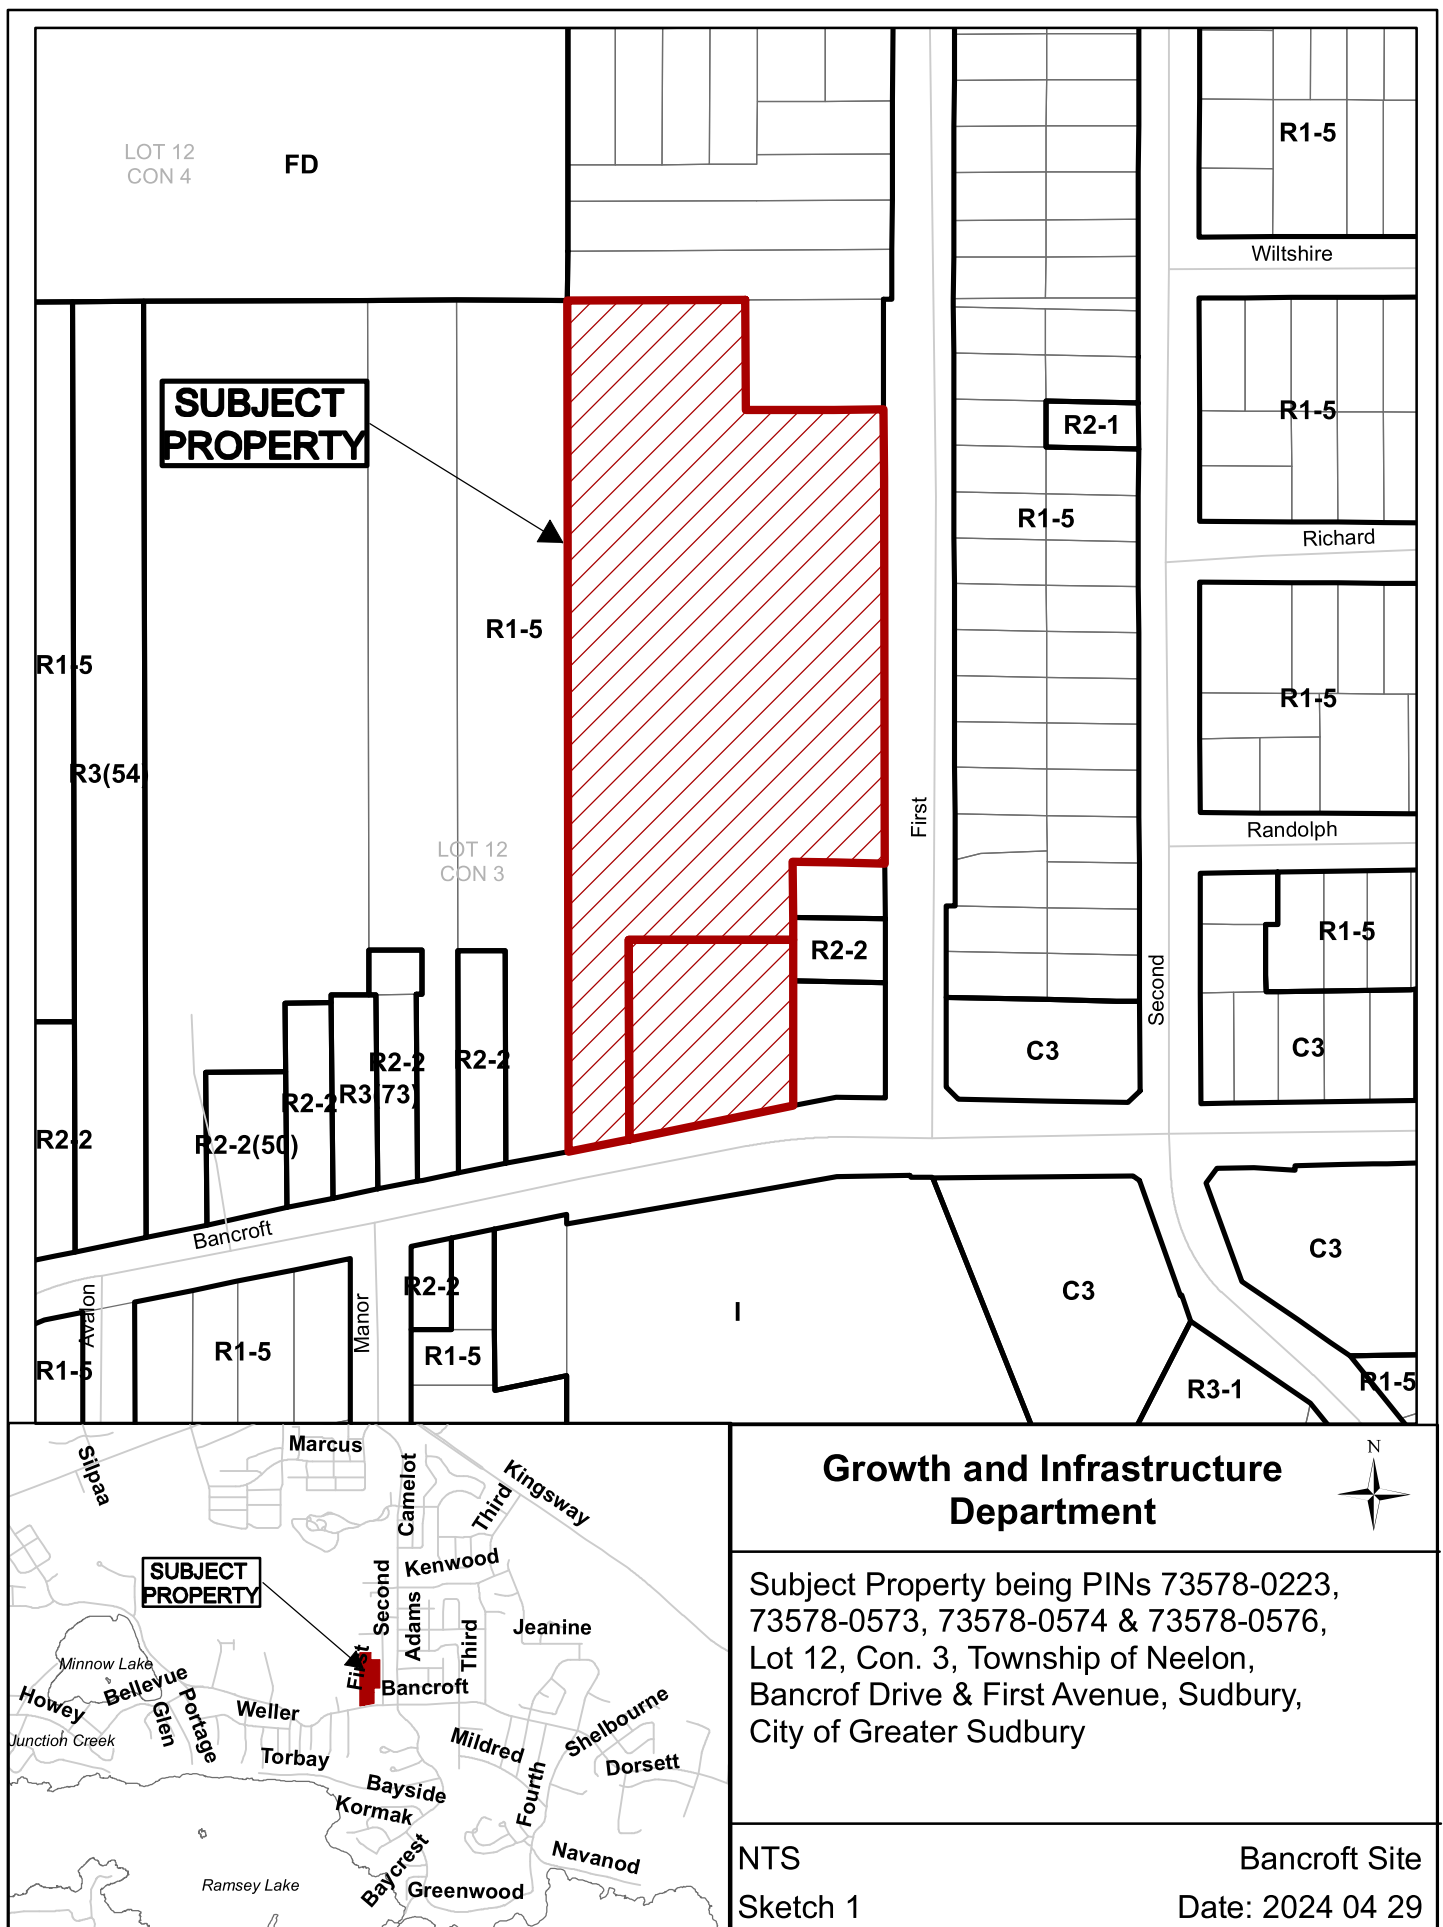 LOT 12
CON 4
FD
R1-5
Wiltshire
SUBJECT
PROPERTY
R2-1
R1-5
R1-5
Richard
R1-5
R1-5
R1-5
R3(54)
First
Randolph
LOT 12
CON 3
R2-2
R1-5
Second
R2-2
R2-2
R2-2
R3(73)
C3
C3
R2-2
R2-2(50)
Bancroft
Avalon
Manor
R2-2
C3
C3
I
R1-5
R1-5
R1-5
R3-1
R1-5
Silpaa
Marcus
Camelot
Kingsway
Third
SUBJECT
PROPERTY
Second
Kenwood
Adams
Third
Jeanine
First
Minnow Lake
Bellevue
Howey
Glen
Portage
Weller
Bancroft
Junction Creek
Torbay
Mildred
Shelbourne
Dorsett
Bayside
Kormak
Fourth
Baycrest
Navanod
Ramsey Lake
Greenwood
Growth and Infrastructure
Department
N
Subject Property being PINs 73578-0223,
73578-0573, 73578-0574 & 73578-0576,
Lot 12, Con. 3, Township of Neelon,
Bancrof Drive & First Avenue, Sudbury,
City of Greater Sudbury
NTS
Bancroft Site
Sketch 1
Date: 2024 04 29